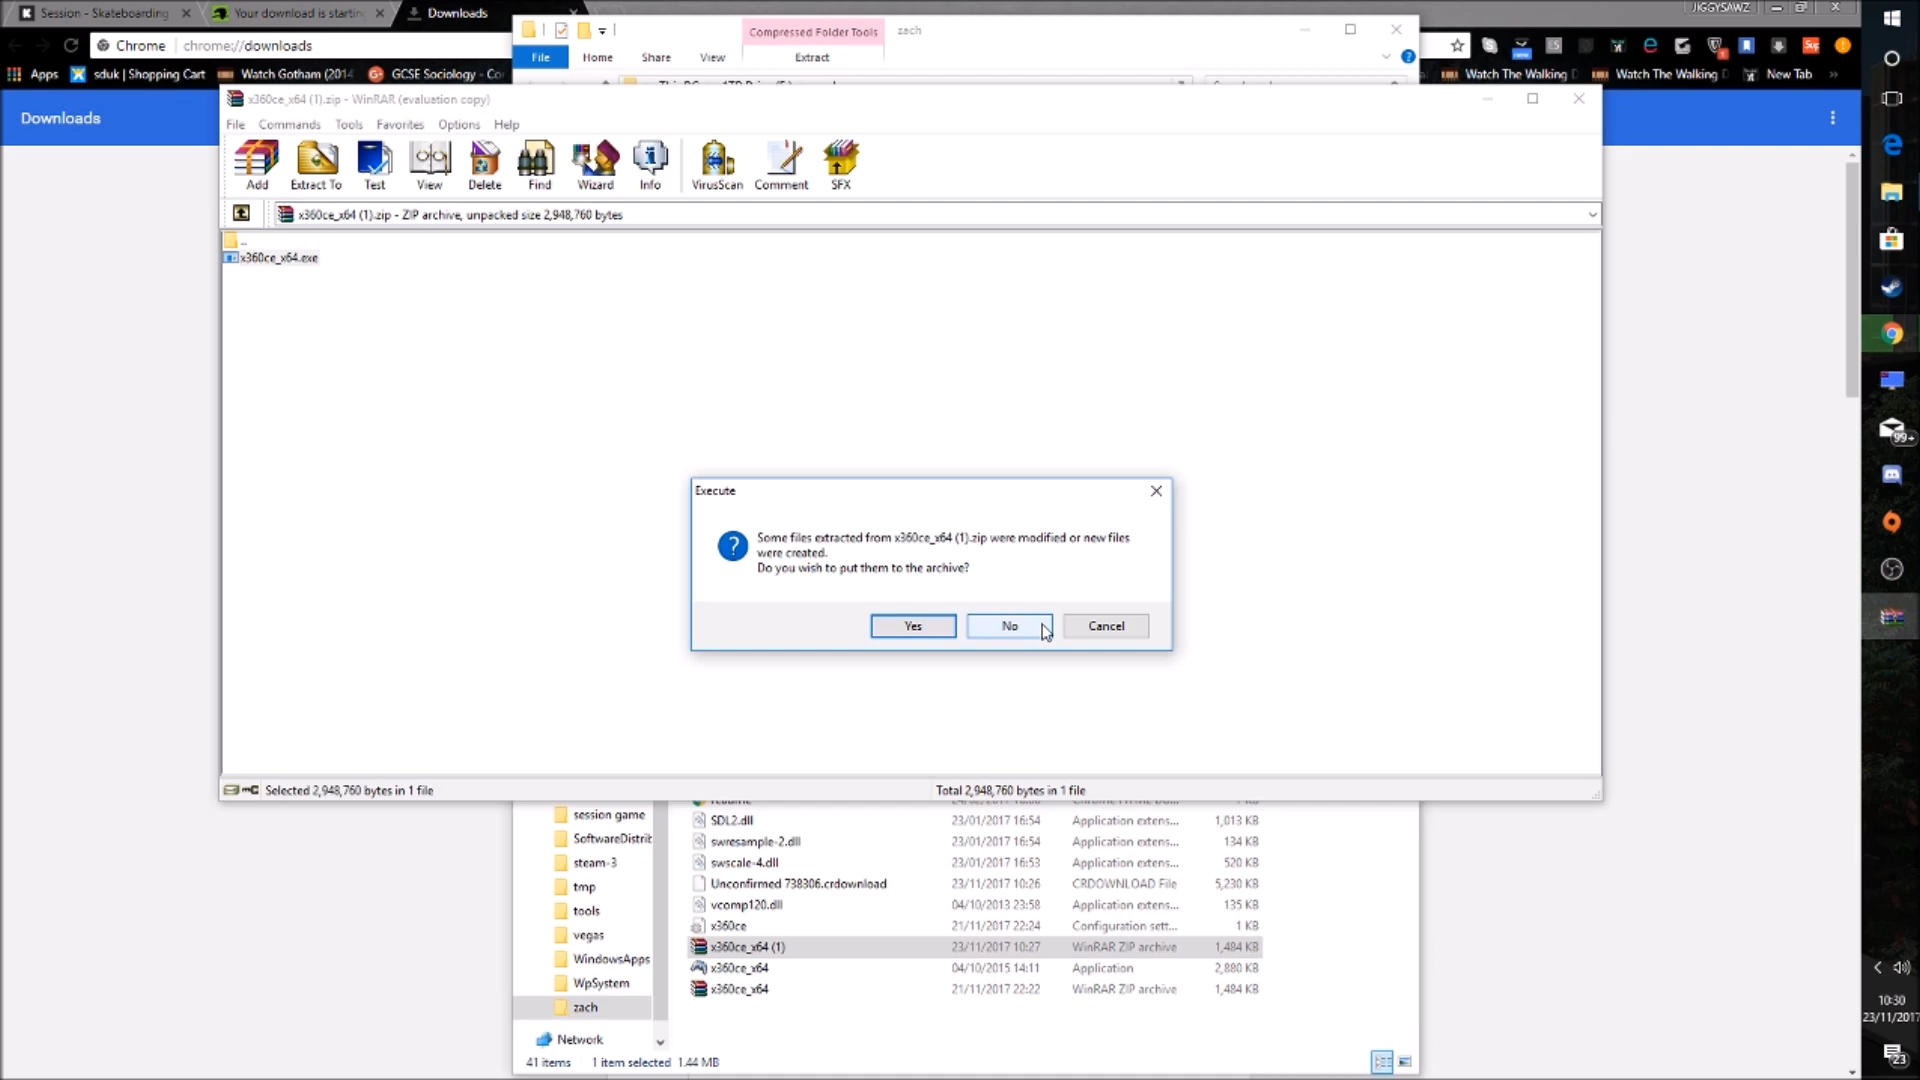 Session - Skateboarding
Your download is startin
Downloads
JIGGYSAWZ
Compressed Folder Tools
zach
Chrome
chrome://downloads
File
Home
Share
View
Extract
Apps
sduk | Shopping Cart
Watch Gotham (2014
GCSE Sociology - Co
Watch The Walking D
Watch The Walking D
New Tab
Downloads
x360ce_x64 (1).zip - WinRAR (evaluation copy)
File Commands Tools Favorites Options Help
Add
Extract To
Test
View
Delete
Find
Wizard
Info
VirusScan
Comment
SFX
x360ce_x64 (1).zip - ZIP archive, unpacked size 2,948,760 bytes
..
x360ce_x64.exe
Execute
Some files extracted from x360ce_x64 (1).zip were modified or new files
were created.
Do you wish to put them to the archive?
Yes
No
Cancel
Selected 2,948,760 bytes in 1 file
Total 2,948,760 bytes in 1 file
session game
SoftwareDistrib
steam-3
tmp
tools
vegas
WindowsApps
WpSystem
zach
Network
SDL2.dll 23/01/2017 16:54 Application extens... 1,013 KB
swresample-2.dll 23/01/2017 16:54 Application extens... 134 KB
swscale-4.dll 23/01/2017 16:53 Application extens... 520 KB
Unconfirmed 738306.crdownload 23/11/2017 10:26 CRDOWNLOAD File 5,230 KB
vcomp120.dll 04/10/2013 23:58 Application extens... 135 KB
x360ce 21/11/2017 22:24 Configuration sett... 1 KB
x360ce_x64 (1) 23/11/2017 10:27 WinRAR ZIP archive 1,484 KB
x360ce_x64 04/10/2015 14:11 Application 2,880 KB
x360ce_x64 21/11/2017 22:22 WinRAR ZIP archive 1,484 KB
41 items 1 item selected 1.44 MB
99+
10:30
23/11/2017
23